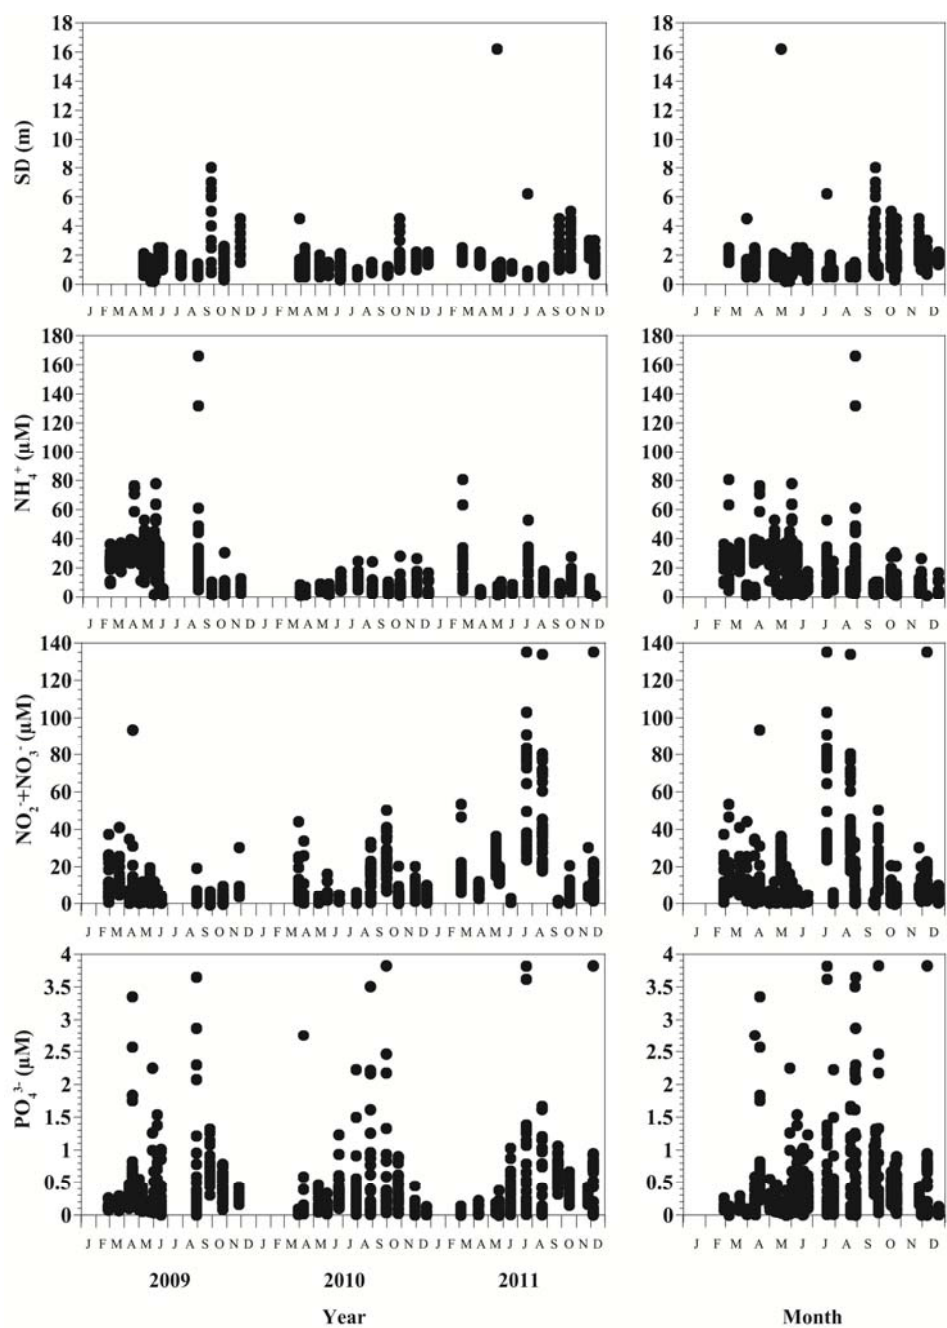 18
16
14
12
10
8
6
4
2
0
SD (m)
J F M A M J J A S O N D J F M A M J J A S O N D J F M A M J J A S O N D
J F M A M J J A S O N D
180
160
140
120
100
80
60
40
20
0
NH₄⁺ (µM)
J F M A M J J A S O N D J F M A M J J A S O N D J F M A M J J A S O N D
J F M A M J J A S O N D
140
120
100
80
60
40
20
0
NO₂⁻+NO₃⁻ (µM)
J F M A M J J A S O N D J F M A M J J A S O N D J F M A M J J A S O N D
J F M A M J J A S O N D
4
3.5
3
2.5
2
1.5
1
0.5
0
PO₄³⁻ (µM)
J F M A M J J A S O N D J F M A M J J A S O N D J F M A M J J A S O N D
J F M A M J J A S O N D
2009 2010 2011
Year Month